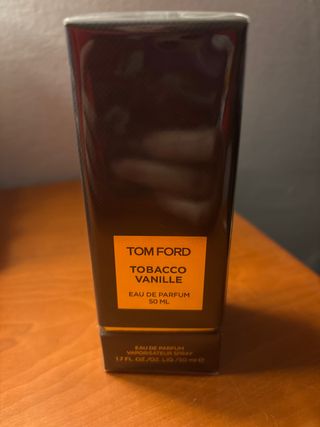 TOM FORD
TOBACCO
VANILLE
EAU DE PARFUM
50 ML
EAU DE PARFUM
VAPORISATEUR SPRAY
1.7 FL. OZ./OZ. LIQ./50 ml ℮